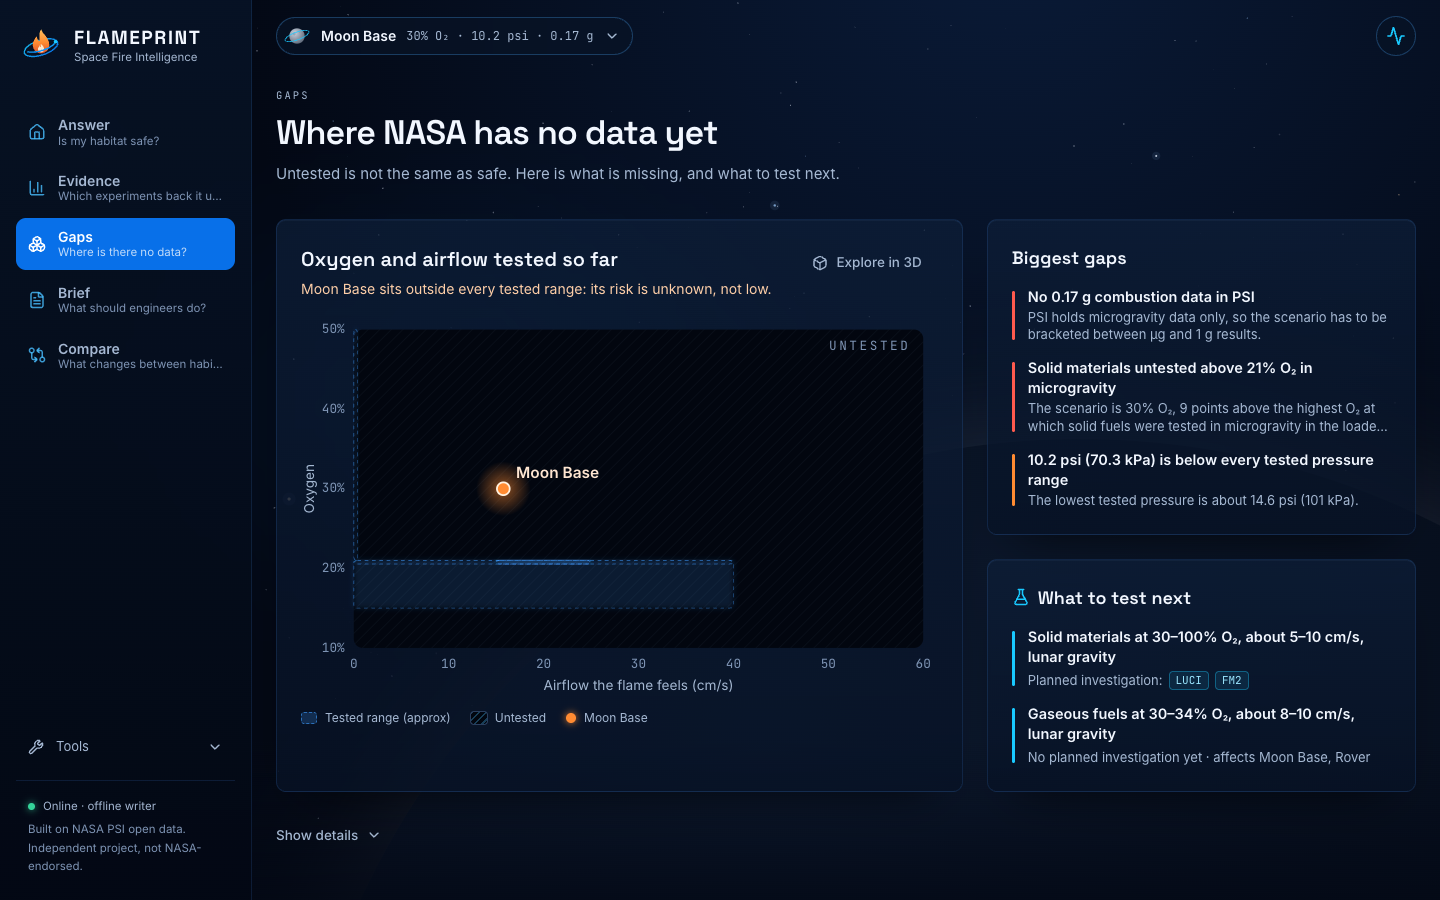 FLAMEPRINT
Space Fire Intelligence
Answer
Is my habitat safe?
Evidence
Which experiments back it u...
Gaps
Where is there no data?
Brief
What should engineers do?
Compare
What changes between habi...
Tools
Online · offline writer
Built on NASA PSI open data.
Independent project, not NASA-
endorsed.
Moon Base 30% O₂ · 10.2 psi · 0.17 g
GAPS
Where NASA has no data yet
Untested is not the same as safe. Here is what is missing, and what to test next.
Oxygen and airflow tested so far
Explore in 3D
Moon Base sits outside every tested range: its risk is unknown, not low.
50%
40%
30%
20%
10%
Oxygen
UNTESTED
Moon Base
0 10 20 30 40 50 60
Airflow the flame feels (cm/s)
Tested range (approx) Untested Moon Base
Show details
Biggest gaps
No 0.17 g combustion data in PSI
PSI holds microgravity data only, so the scenario has to be
bracketed between µg and 1 g results.
Solid materials untested above 21% O₂ in
microgravity
The scenario is 30% O₂, 9 points above the highest O₂ at
which solid fuels were tested in microgravity in the loade...
10.2 psi (70.3 kPa) is below every tested pressure
range
The lowest tested pressure is about 14.6 psi (101 kPa).
What to test next
Solid materials at 30–100% O₂, about 5–10 cm/s,
lunar gravity
Planned investigation: LUCI FM2
Gaseous fuels at 30–34% O₂, about 8–10 cm/s,
lunar gravity
No planned investigation yet · affects Moon Base, Rover